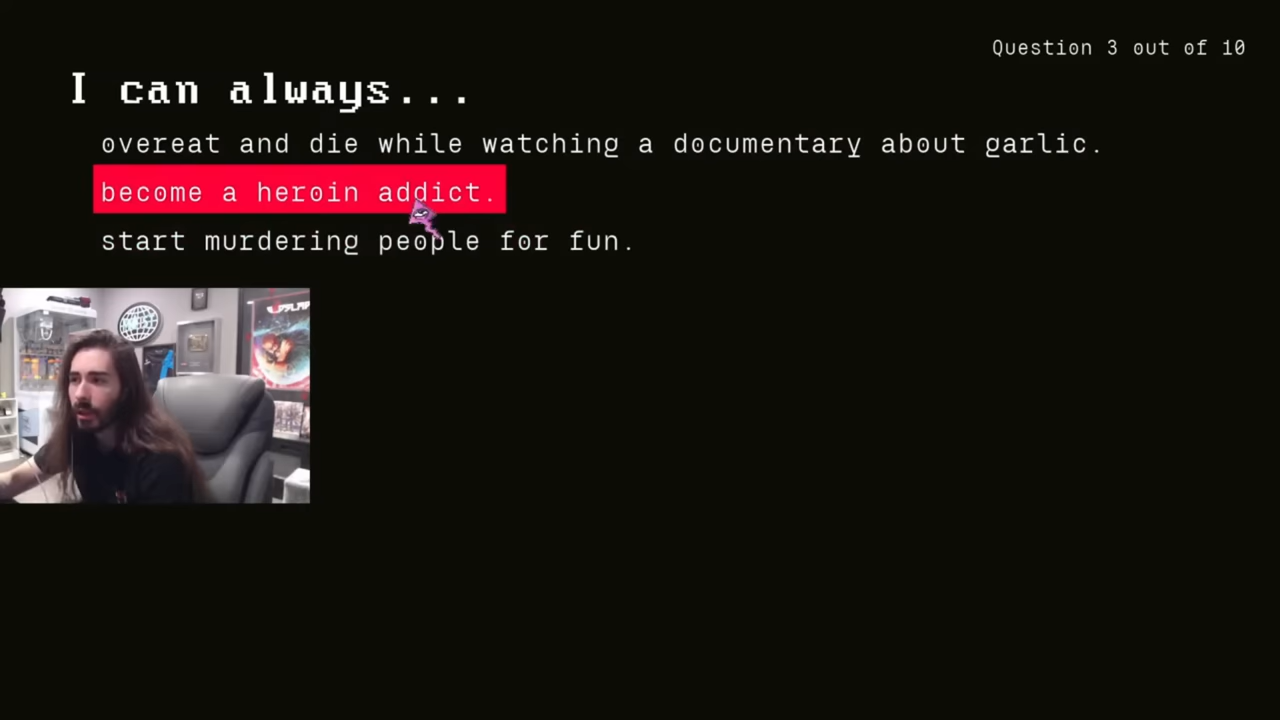 Question 3 out of 10
I can always...
overeat and die while watching a documentary about garlic.
become a heroin addict.
start murdering people for fun.